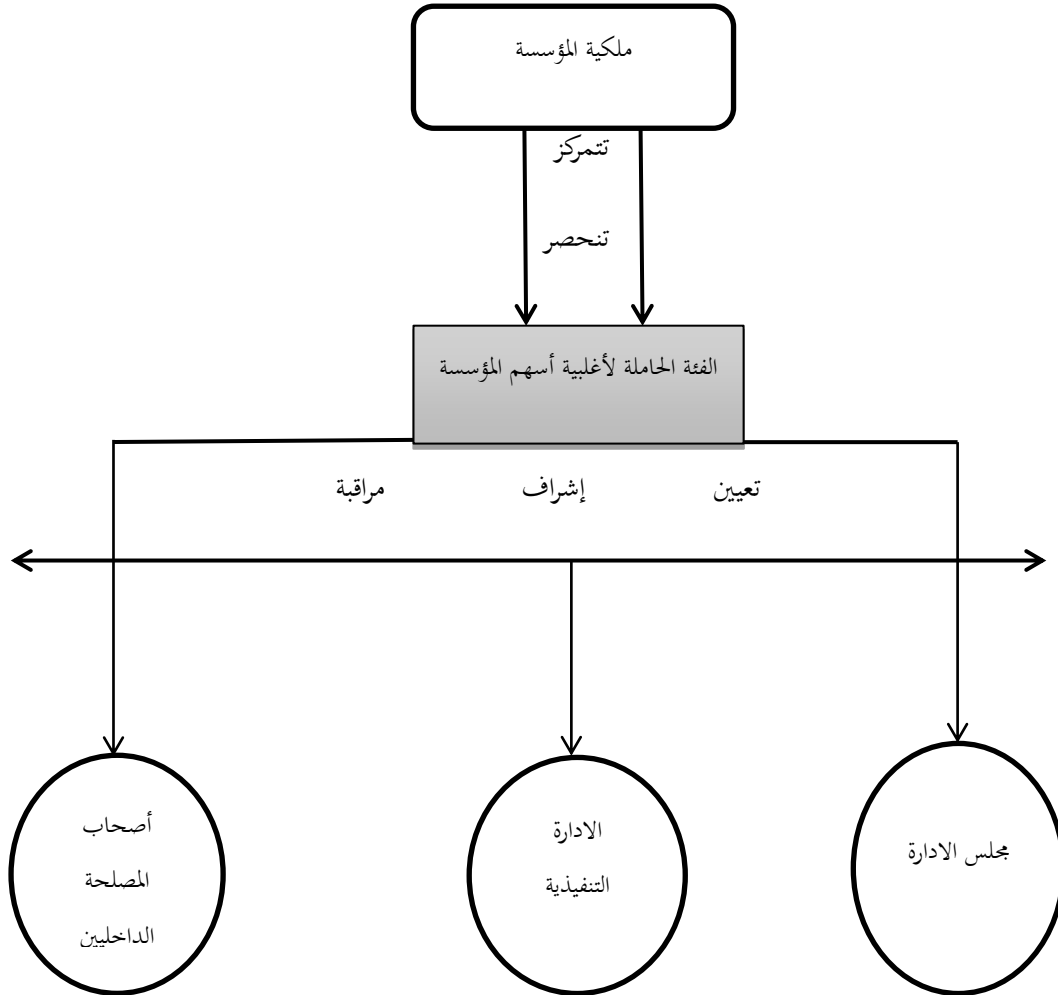 ملكية المؤسسة
تتمركز
تنحصر
الفئة الحاملة لأغلبية أسهم المؤسسة
تعيين إشراف مراقبة
مجلس الادارة
الادارة
التنفيذية
أصحاب
المصلحة
الداخليين